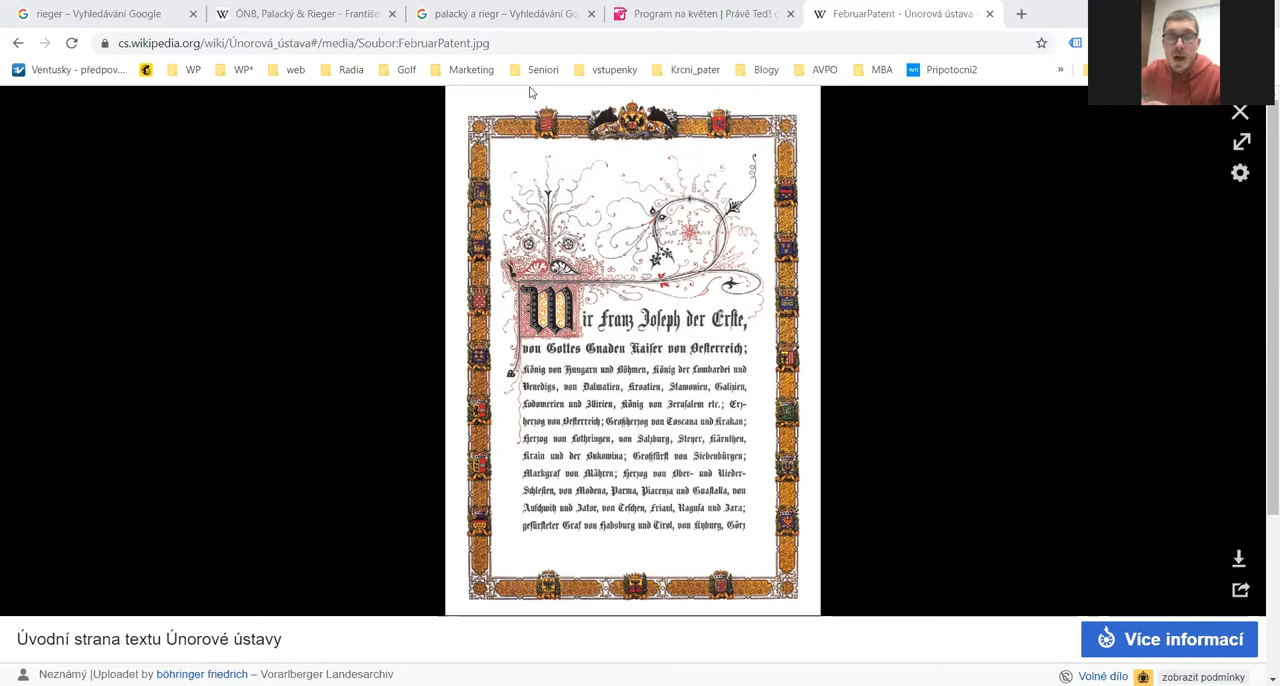 rieger – Vyhledávání Google
ÖNB, Palacký & Rieger - Františe
palacký a riegr – Vyhledávání Go
Program na květen | Právě Teď! o
FebruarPatent - Únorová ústava
cs.wikipedia.org/wiki/Únorová_ústava#/media/Soubor:FebruarPatent.jpg
Ventusky - předpov... WP WP* web Radia Golf Marketing Seniori vstupenky Krcni_pater Blogy AVPO MBA wn Pripotocni2 »
Wir Franz Joseph der Erste,
von Gottes Gnaden Kaiser von Oesterreich;
König von Hungarn und Böhmen, König der Lombardei und
Venedigs, von Dalmatien, Kroatien, Slawonien, Galizien,
Lodomerien und Illirien, König von Jerusalem etc.; Erz-
herzog von Oesterreich; Großherzog von Toscana und Krakau;
Herzog von Lothringen, von Salzburg, Steyer, Kärnthen,
Krain und der Bukowina; Großfürst von Siebenbürgen;
Markgraf von Mähren; Herzog von Ober- und Nieder-
Schlesien, von Modena, Parma, Piacenza und Guastalla, von
Auschwitz und Zator, von Teschen, Friaul, Ragusa und Zara;
gefürsteter Graf von Habsburg und Tirol, von Kyburg, Görz
Úvodní strana textu Únorové ústavy
Více informací
Neznámý |Uploadet by böhringer friedrich – Vorarlberger Landesarchiv
Volné dílo
zobrazit podmínky